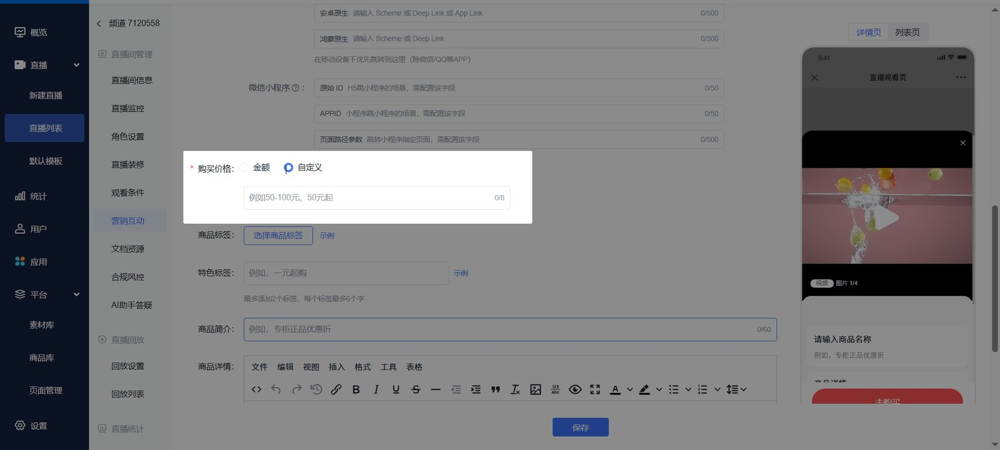 概览
直播
新建直播
直播列表
默认模板
统计
用户
应用
平台
素材库
商品库
页面管理
设置
频道 7120558
直播间管理
直播间信息
直播监控
角色设置
直播装修
观看条件
营销互动
文档资源
合规风控
AI助手答疑
直播回放
回放设置
回放列表
直播统计
安卓原生 请输入 Scheme 或 Deep Link 或 App Link 0/500
鸿蒙原生 请输入 Scheme 或 Deep Link 0/500
在移动设备下优先跳转到这里（除微信/QQ等APP）
微信小程序 ? : 原始 ID H5跳小程序的场景，需配置该字段 0/50
APPID 小程序跳小程序的场景，需配置该字段 0/50
页面路径参数 跳转小程序指定页面，需配置该字段 0/500
* 购买价格: 金额 自定义
例如50-100元、50元起 0/8
商品标签: 选择商品标签 示例
特色标签: 例如，一元起购 示例
最多添加2个标签，每个标签最多6个字
商品简介: 例如，专柜正品优惠折 0/60
商品详情: 文件 编辑 视图 插入 格式 工具 表格
B I U S 123 abc A
保存
详情页 列表页
9:41
直播观看页
视频 图片 1/4
请输入商品名称
例如，专柜正品优惠折
商品详情
去购买